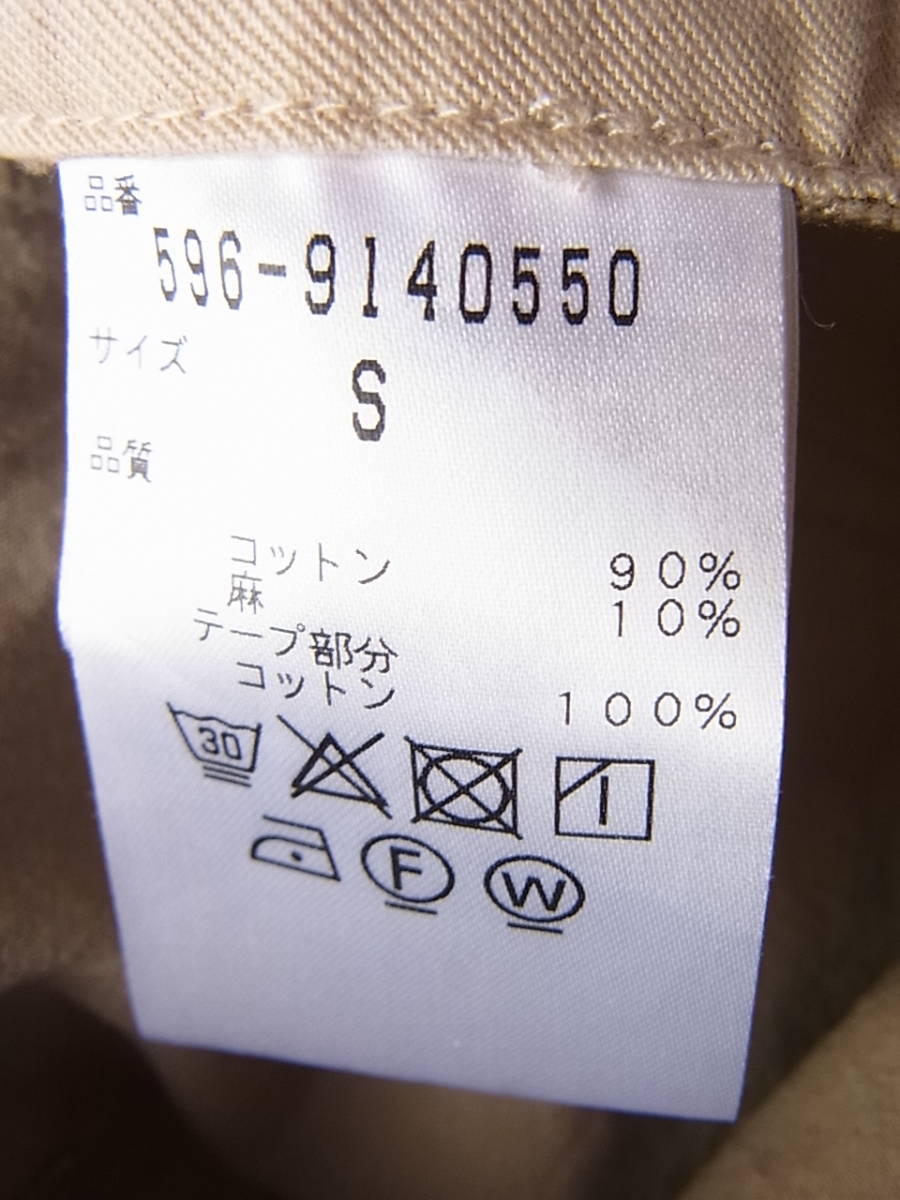 品番
596-9140550
サイズ
S
品質
コットン 90%
麻 10%
テープ部分
コットン 100%
30
F W